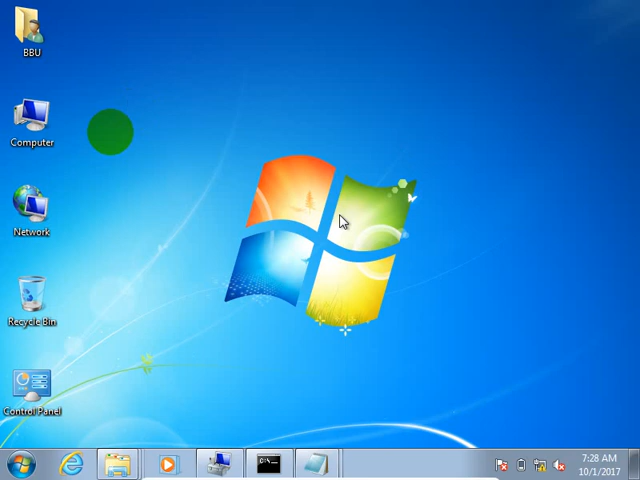 BBU
Computer
Network
Recycle Bin
Control Panel
C:\_
7:28 AM
10/1/2017